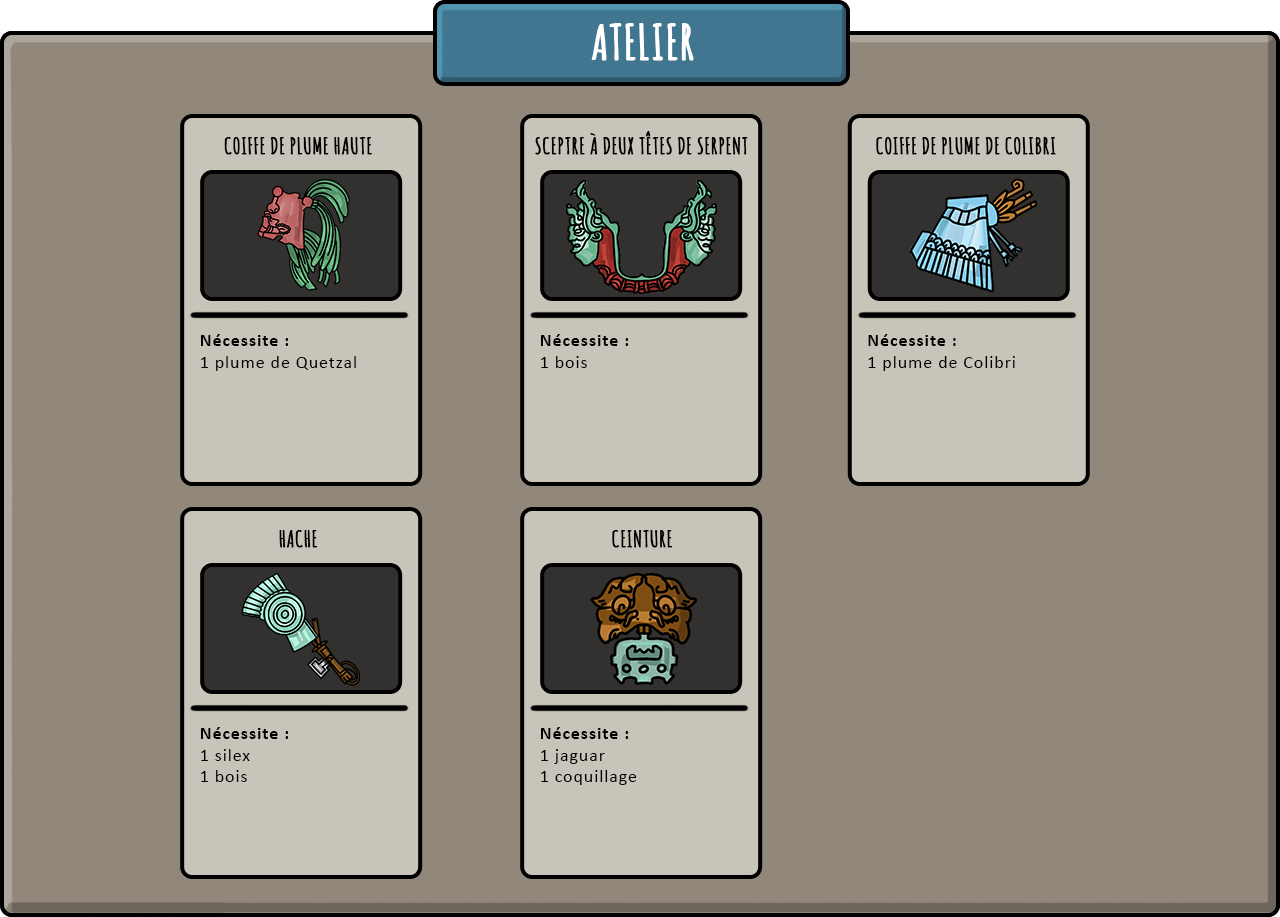 ATELIER
COIFFE DE PLUME HAUTE
Nécessite :
1 plume de Quetzal
SCEPTRE À DEUX TÊTES DE SERPENT
Nécessite :
1 bois
COIFFE DE PLUME DE COLIBRI
Nécessite :
1 plume de Colibri
HACHE
Nécessite :
1 silex
1 bois
CEINTURE
Nécessite :
1 jaguar
1 coquillage